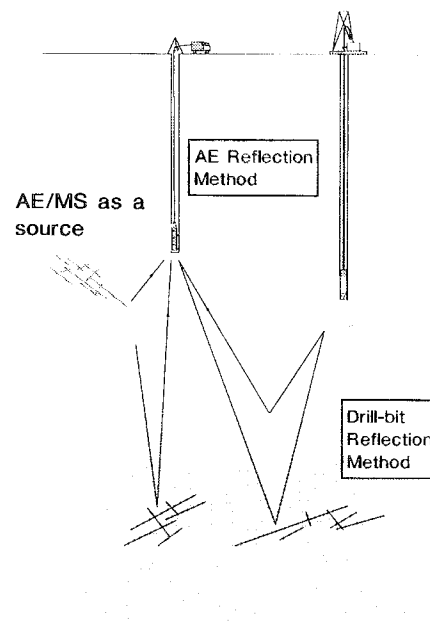 AE Reflection
Method
AE/MS as a
source
Drill-bit
Reflection
Method